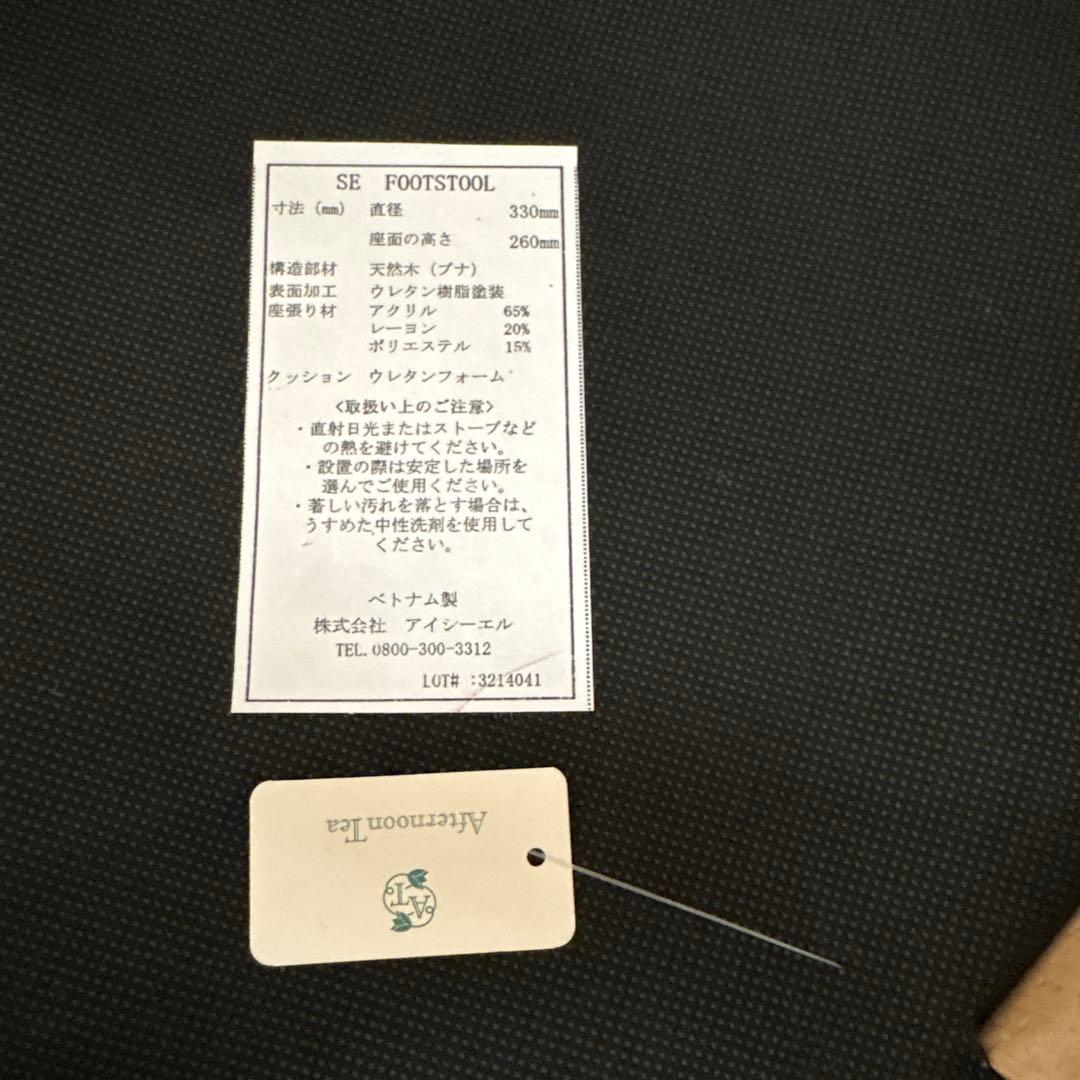 SE FOOTSTOOL
寸法 (mm) 直径 330mm
座面の高さ 260mm
構造部材 天然木 (ブナ)
表面加工 ウレタン樹脂塗装
座張り材 アクリル 65%
レーヨン 20%
ポリエステル 15%
クッション ウレタンフォーム
<取扱い上のご注意>
・直射日光またはストーブなど
の熱を避けてください。
・設置の際は安定した場所を
選んでご使用ください。
・著しい汚れを落とす場合は、
うすめた中性洗剤を使用して
ください。
ベトナム製
株式会社 アイシーエル
TEL. 0800-300-3312
LOT# :3214041
Afternoon Tea
AT